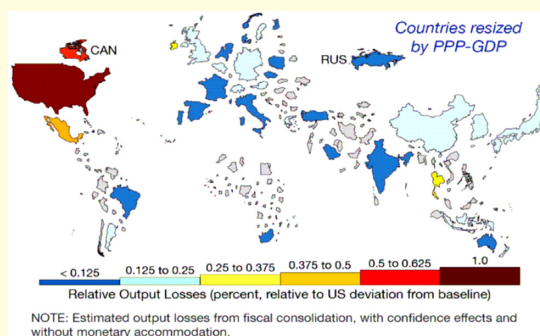 Countries resized
by PPP-GDP
CAN
RUS
< 0.125
0.125 to 0.25
0.25 to 0.375
0.375 to 0.5
0.5 to 0.625
1.0
Relative Output Losses (percent, relative to US deviation from baseline)
NOTE: Estimated output losses from fiscal consolidation, with confidence effects and
without monetary accommodation.